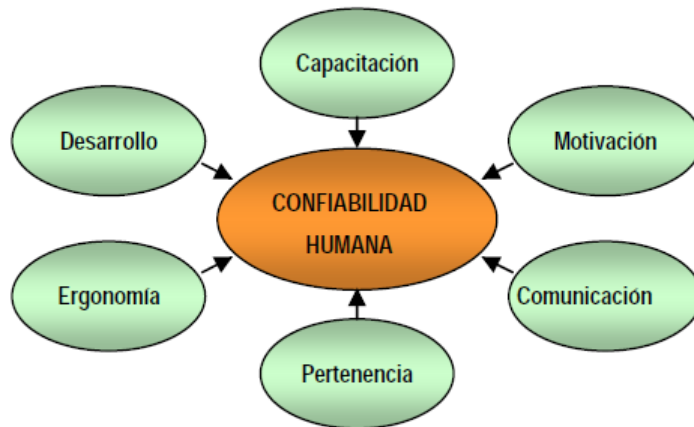 Capacitación
Desarrollo
Motivación
CONFIABILIDAD
HUMANA
Ergonomía
Comunicación
Pertenencia